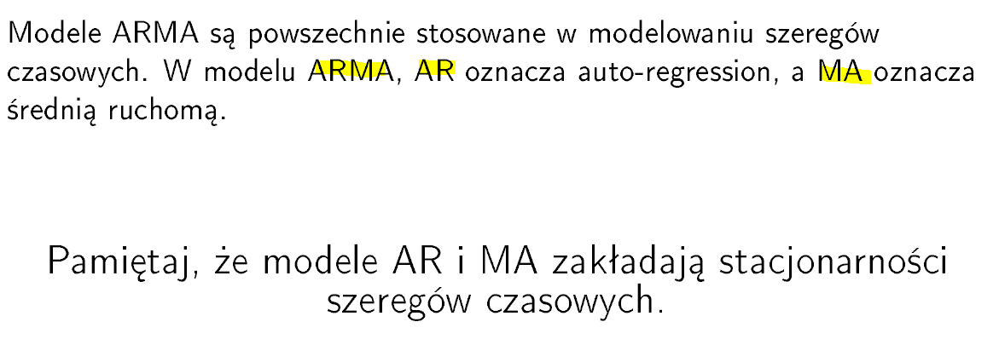 Modele ARMA są powszechnie stosowane w modelowaniu szeregów
czasowych. W modelu ARMA, AR oznacza auto-regression, a MA oznacza
średnią ruchomą.
Pamiętaj, że modele AR i MA zakładają stacjonarności
szeregów czasowych.